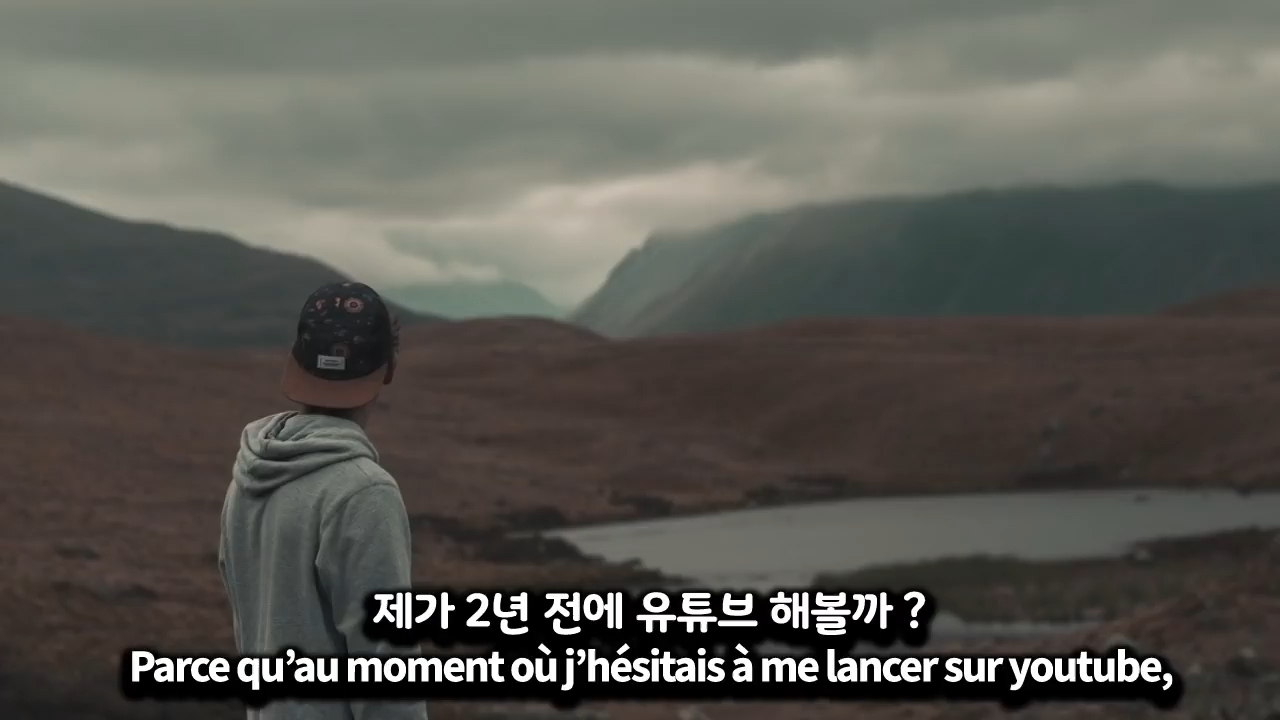 제가 2년 전에 유튜브 해볼까 ?
Parce qu’au moment où j’hésitais à me lancer sur youtube,